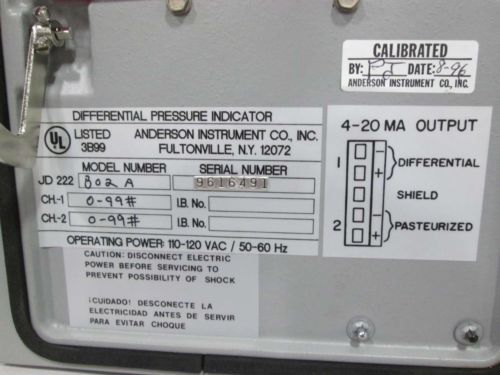 CALIBRATED
BY: PJ DATE: 8-96
ANDERSON INSTRUMENT CO., INC.
DIFFERENTIAL PRESSURE INDICATOR
UL LISTED 3B99
ANDERSON INSTRUMENT CO., INC.
FULTONVILLE, N.Y. 12072
MODEL NUMBER SERIAL NUMBER
JD 222 802 A 9616491
CH.-1 0-99# I.B. No.
CH.-2 0-99# I.B. No.
OPERATING POWER: 110-120 VAC / 50-60 Hz
CAUTION: DISCONNECT ELECTRIC
POWER BEFORE SERVICING TO
PREVENT POSSIBILITY OF SHOCK
¡CUIDADO! DESCONECTE LA
ELECTRICIDAD ANTES DE SERVIR
PARA EVITAR CHOQUE
4-20 MA OUTPUT
1 - + DIFFERENTIAL
SHIELD
2 - + PASTEURIZED